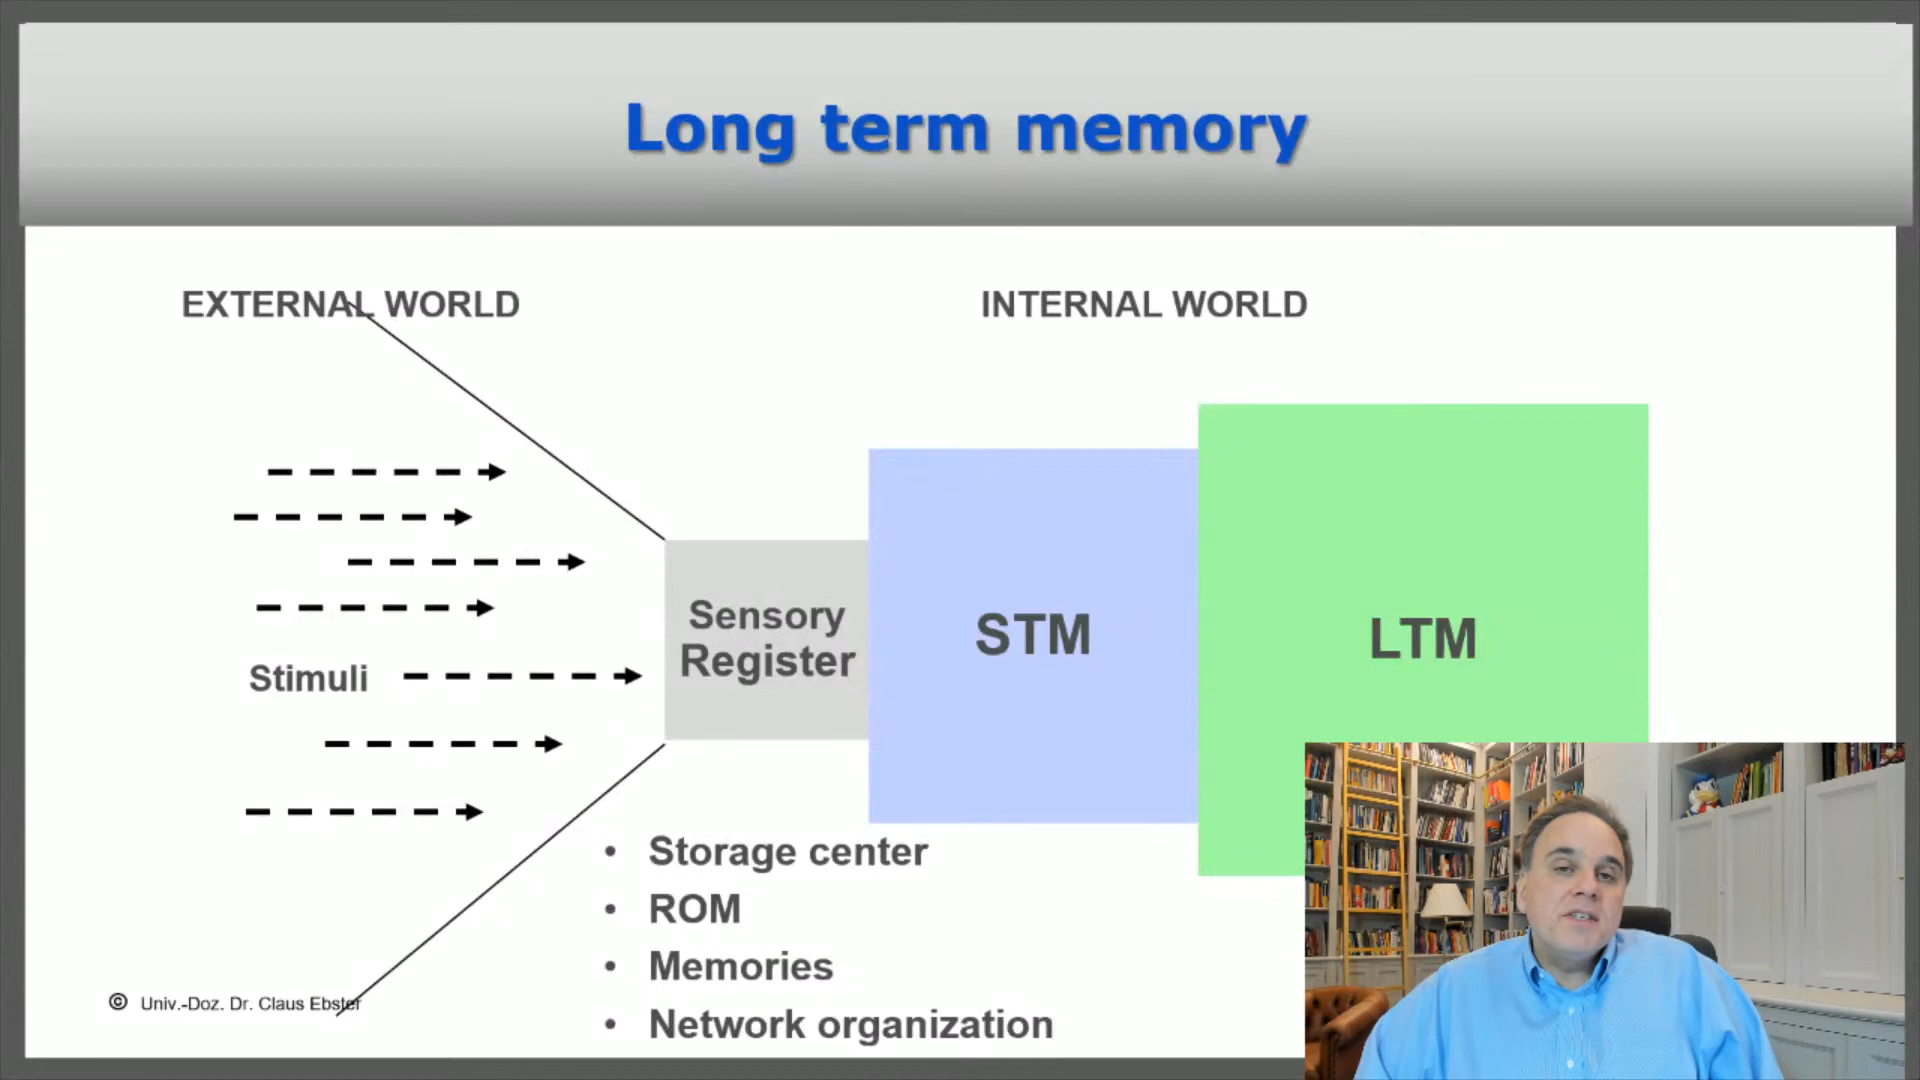 Long term memory
EXTERNAL WORLD
INTERNAL WORLD
Sensory
Register
STM
LTM
Stimuli
• Storage center
• ROM
• Memories
• Network organization
© Univ.-Doz. Dr. Claus Ebster